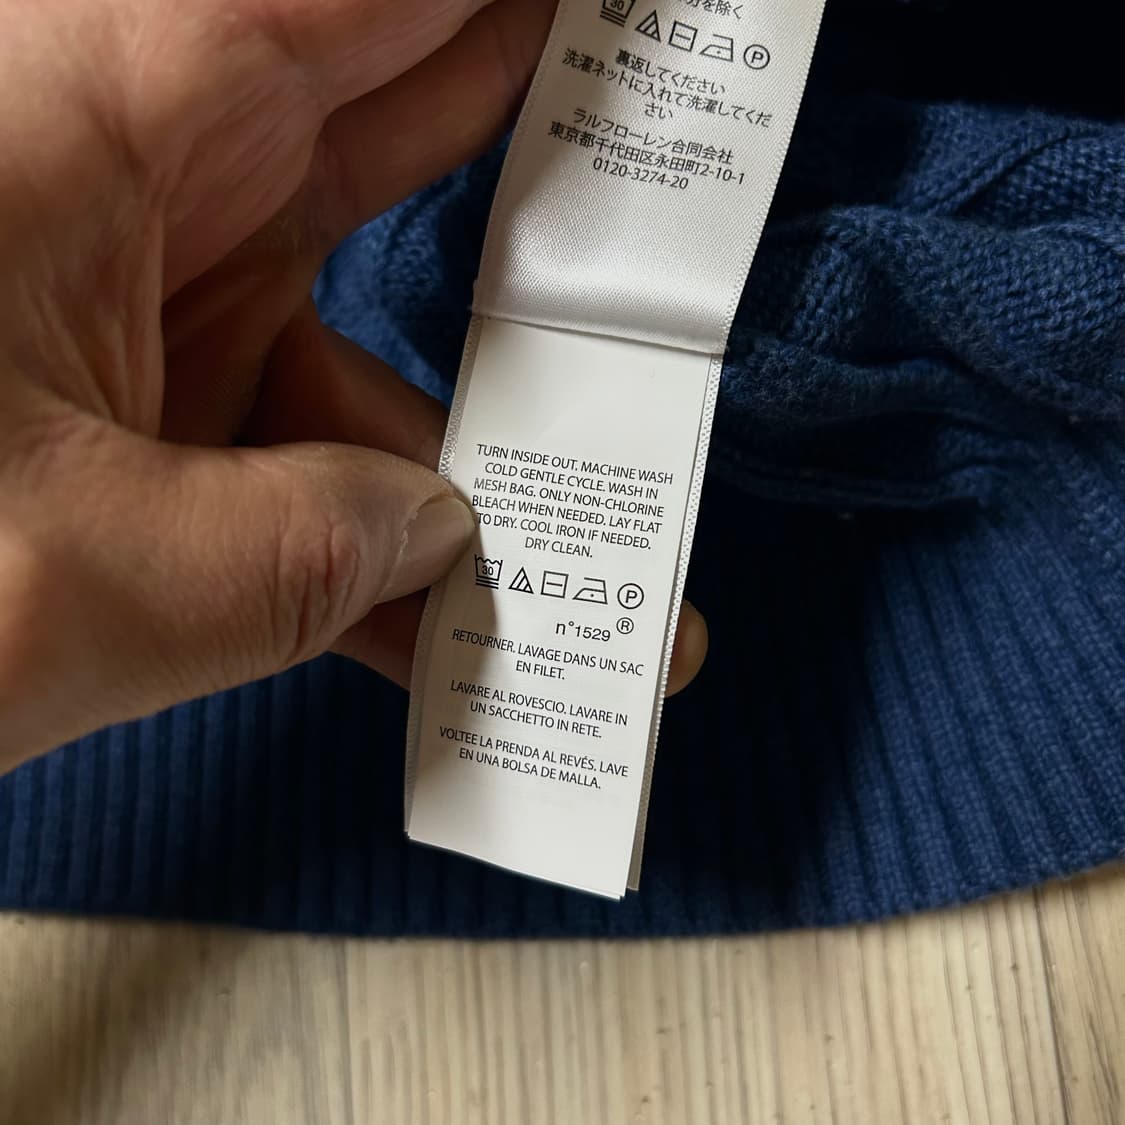 を除く
30
P
裏返してください
洗濯ネットに入れて洗濯してくだ
さい
ラルフローレン合同会社
東京都千代田区永田町2-10-1
0120-3274-20
TURN INSIDE OUT. MACHINE WASH
COLD GENTLE CYCLE. WASH IN
MESH BAG. ONLY NON-CHLORINE
BLEACH WHEN NEEDED. LAY FLAT
TO DRY. COOL IRON IF NEEDED.
DRY CLEAN.
30 P
n°1529 ®
RETOURNER. LAVAGE DANS UN SAC
EN FILET.
LAVARE AL ROVESCIO. LAVARE IN
UN SACCHETTO IN RETE.
VOLTEE LA PRENDA AL REVÉS. LAVE
EN UNA BOLSA DE MALLA.